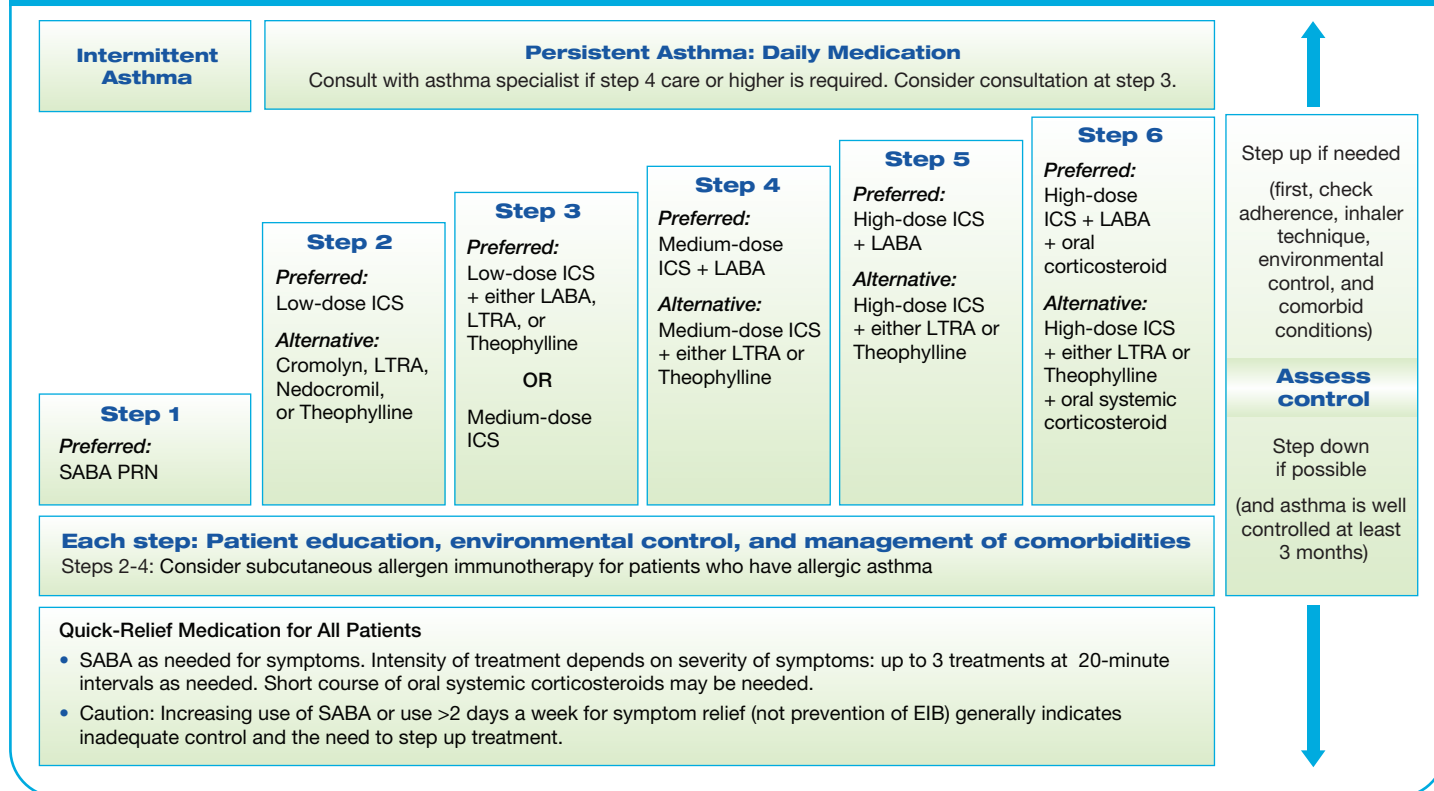 Intermittent
Asthma
Persistent Asthma: Daily Medication
Consult with asthma specialist if step 4 care or higher is required. Consider consultation at step 3.
Step 1
Preferred:
SABA PRN
Step 2
Preferred:
Low-dose ICS
Alternative:
Cromolyn, LTRA,
Nedocromil,
or Theophylline
Step 3
Preferred:
Low-dose ICS
+ either LABA,
LTRA, or
Theophylline
OR
Medium-dose
ICS
Step 4
Preferred:
Medium-dose
ICS + LABA
Alternative:
Medium-dose ICS
+ either LTRA or
Theophylline
Step 5
Preferred:
High-dose ICS
+ LABA
Alternative:
High-dose ICS
+ either LTRA or
Theophylline
Step 6
Preferred:
High-dose
ICS + LABA
+ oral
corticosteroid
Alternative:
High-dose ICS
+ either LTRA or
Theophylline
+ oral systemic
corticosteroid
Step up if needed
(first, check
adherence, inhaler
technique,
environmental
control, and
comorbid
conditions)
Assess
control
Step down
if possible
(and asthma is well
controlled at least
3 months)
Each step: Patient education, environmental control, and management of comorbidities
Steps 2-4: Consider subcutaneous allergen immunotherapy for patients who have allergic asthma
Quick-Relief Medication for All Patients
• SABA as needed for symptoms. Intensity of treatment depends on severity of symptoms: up to 3 treatments at 20-minute
intervals as needed. Short course of oral systemic corticosteroids may be needed.
• Caution: Increasing use of SABA or use >2 days a week for symptom relief (not prevention of EIB) generally indicates
inadequate control and the need to step up treatment.